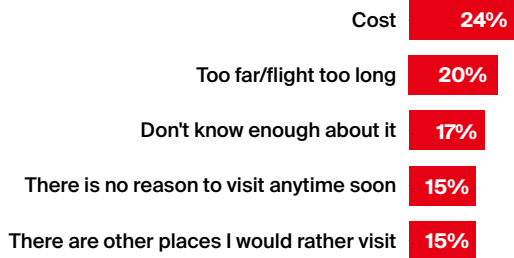 Cost 24%
Too far/flight too long 20%
Don't know enough about it 17%
There is no reason to visit anytime soon 15%
There are other places I would rather visit 15%